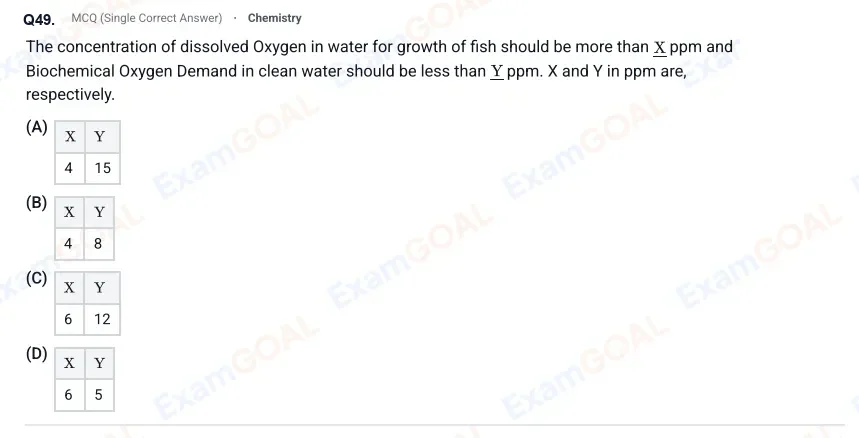 Q49. MCQ (Single Correct Answer) · Chemistry
The concentration of dissolved Oxygen in water for growth of fish should be more than X ppm and
Biochemical Oxygen Demand in clean water should be less than Y ppm. X and Y in ppm are,
respectively.
(A)
X Y
4 15
(B)
X Y
4 8
(C)
X Y
6 12
(D)
X Y
6 5
ExamGOAL
ExamGOAL
ExamGOAL
ExamGOAL
ExamGOAL
ExamGOAL